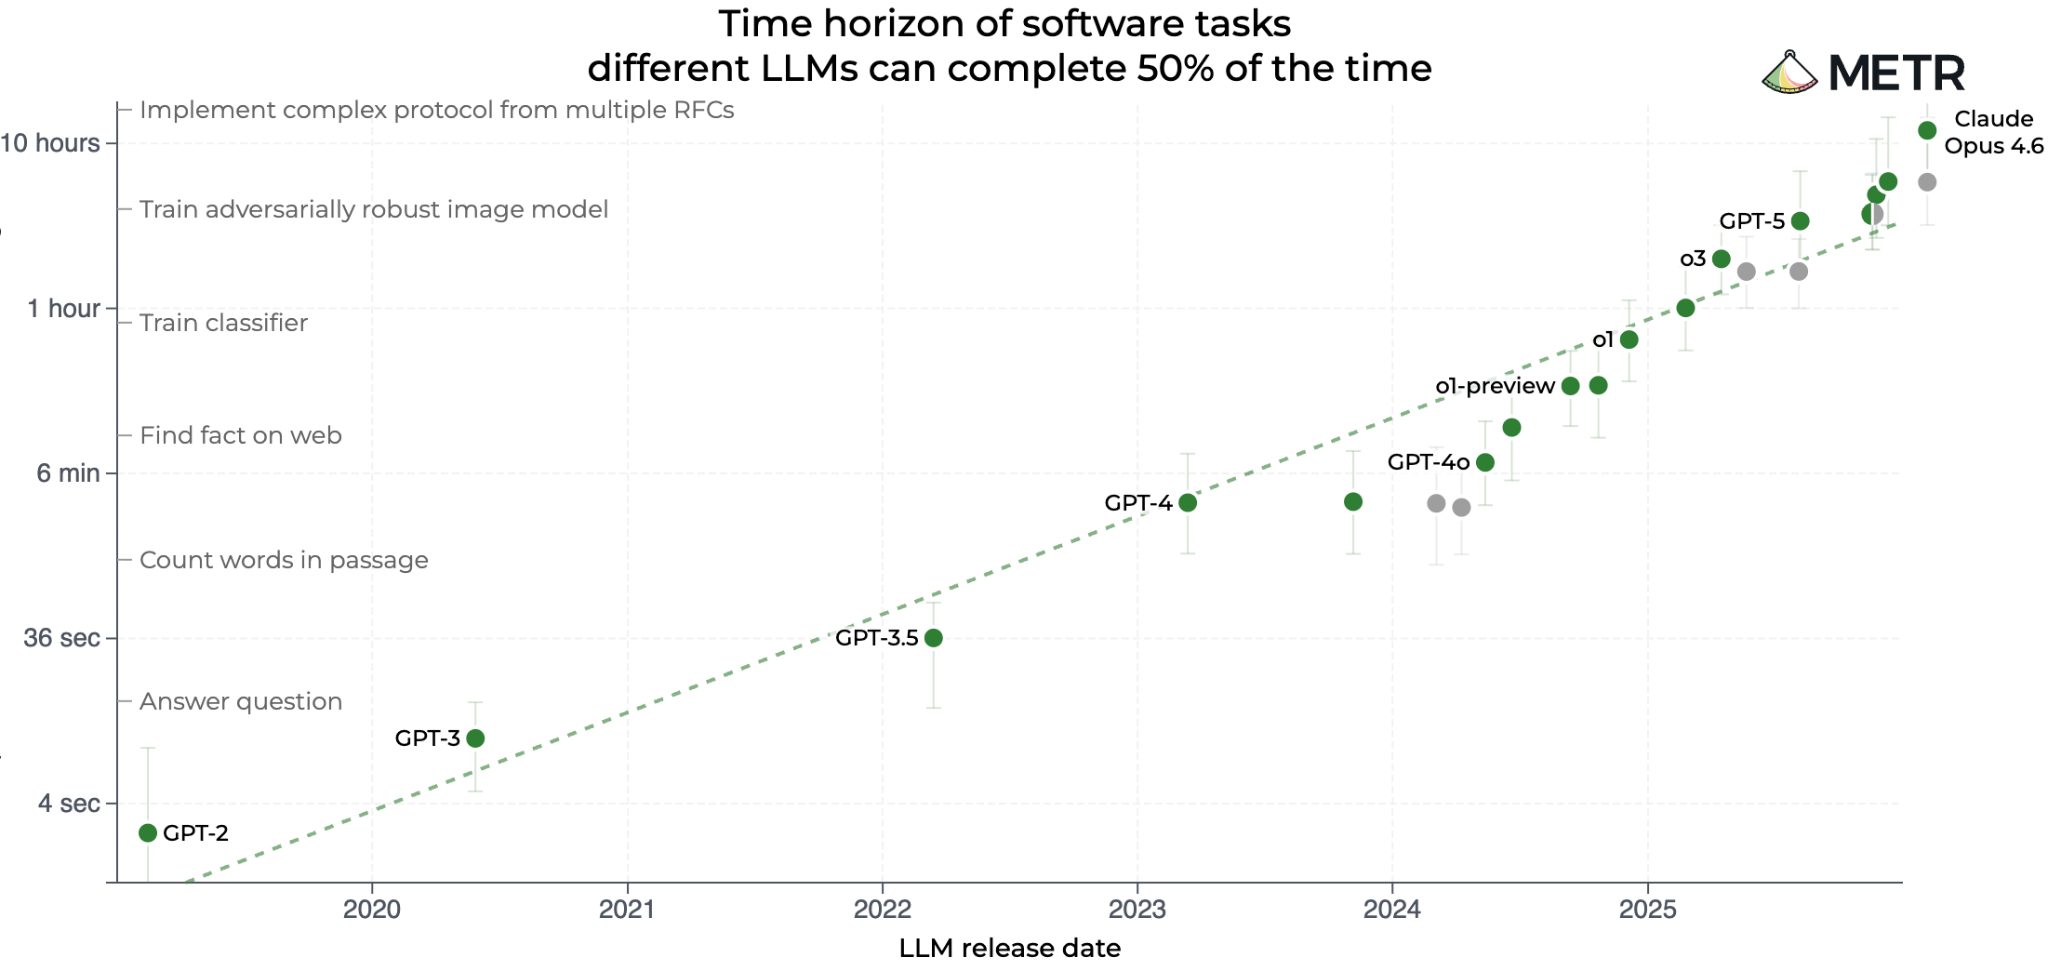 Time horizon of software tasks
different LLMs can complete 50% of the time
METR
Implement complex protocol from multiple RFCs
10 hours
Claude
Opus 4.6
Train adversarially robust image model
GPT-5
o3
1 hour
Train classifier
o1
o1-preview
Find fact on web
GPT-4o
6 min
GPT-4
Count words in passage
36 sec
GPT-3.5
Answer question
GPT-3
4 sec
GPT-2
2020
2021
2022
2023
2024
2025
LLM release date